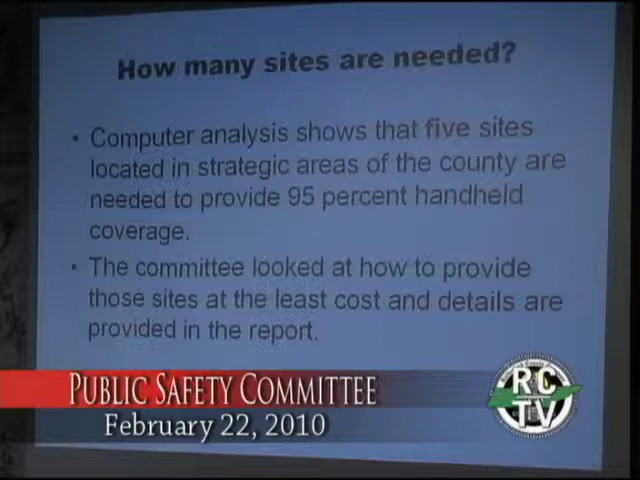 How many sites are needed?
• Computer analysis shows that five sites
located in strategic areas of the county are
needed to provide 95 percent handheld
coverage.
• The committee looked at how to provide
those sites at the least cost and details are
provided in the report.
PUBLIC SAFETY COMMITTEE
February 22, 2010
RC
TV